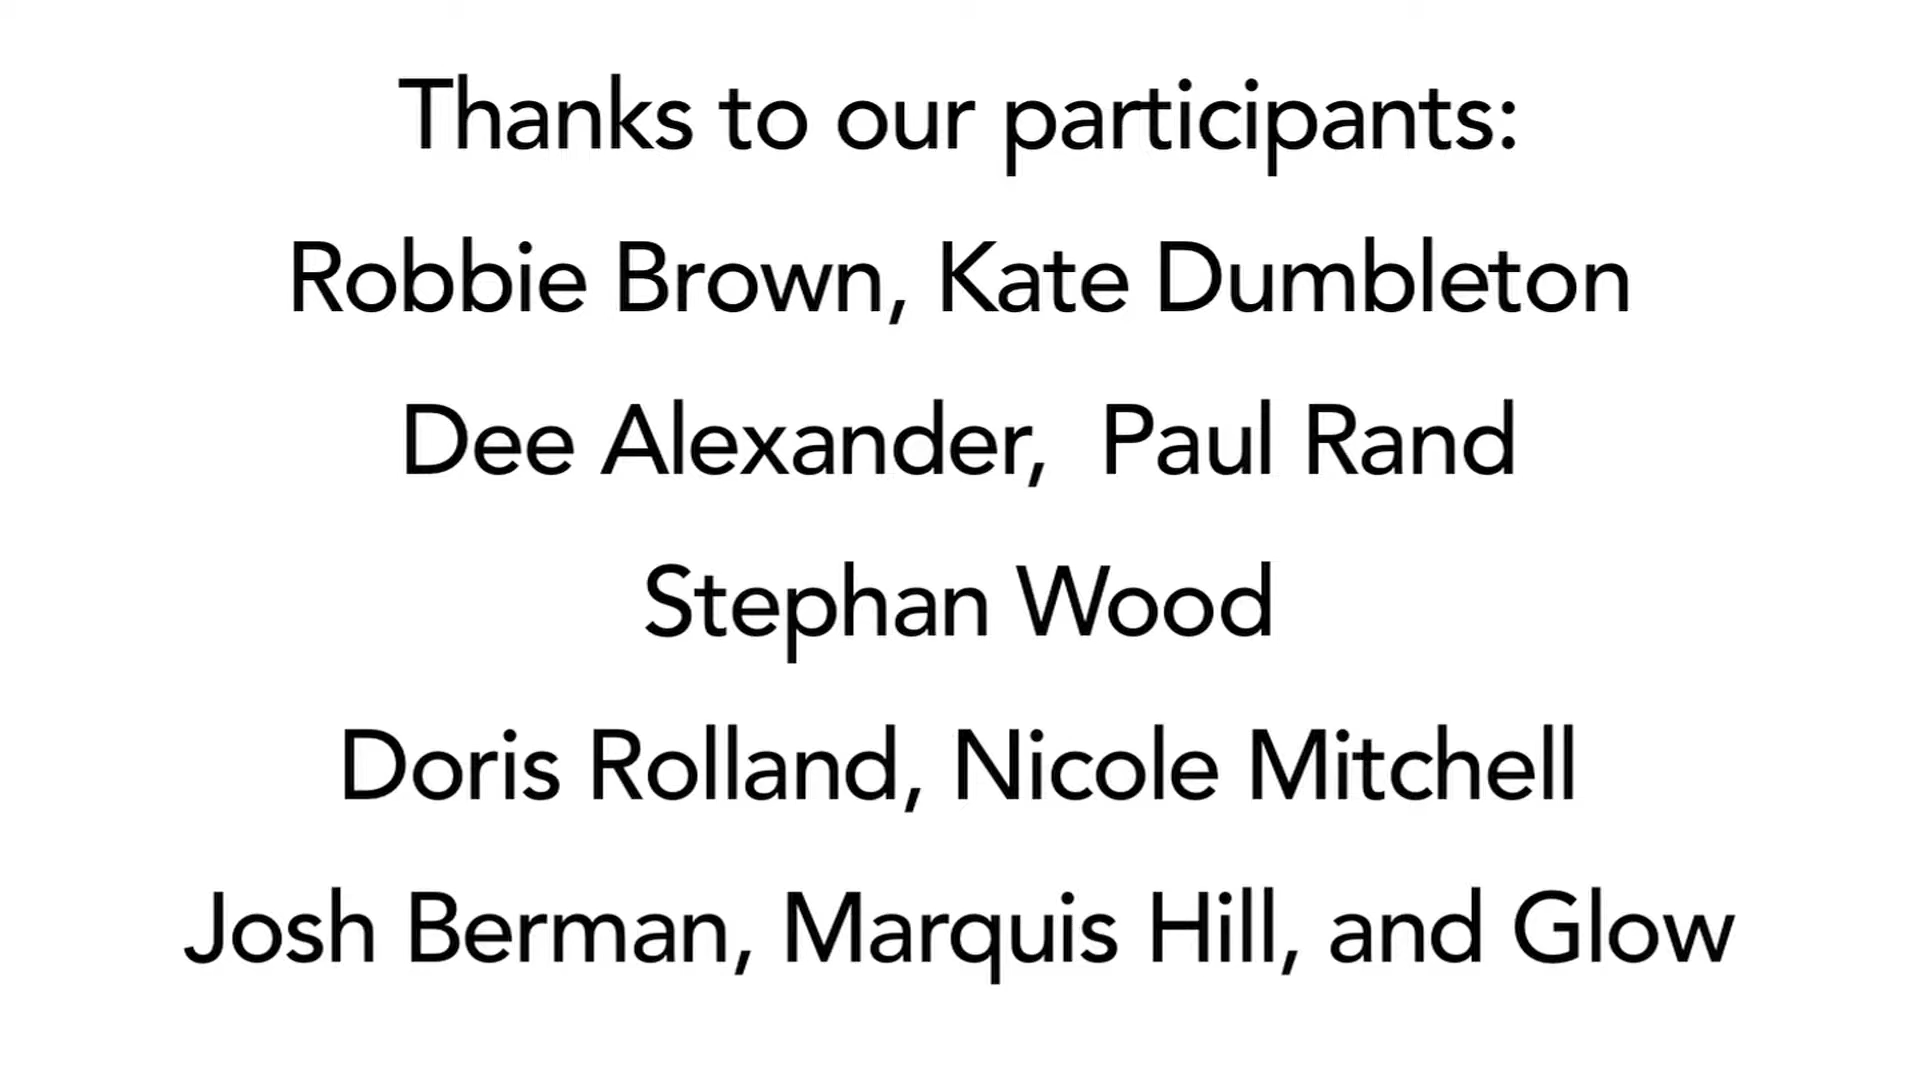 Thanks to our participants:
Robbie Brown, Kate Dumbleton
Dee Alexander,  Paul Rand
Stephan Wood
Doris Rolland, Nicole Mitchell
Josh Berman, Marquis Hill, and Glow